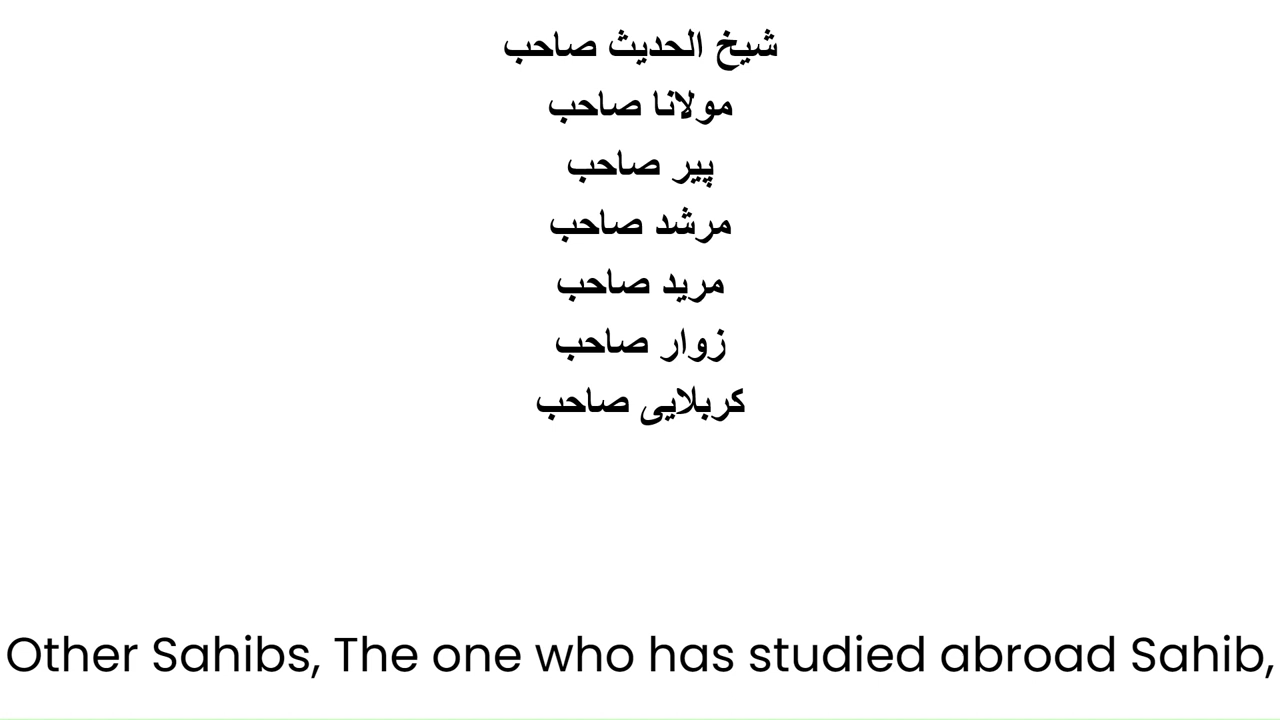 شیخ الحدیث صاحب
مولانا صاحب
پیر صاحب
مرشد صاحب
مرید صاحب
زوار صاحب
کربلایی صاحب
Other Sahibs, The one who has studied abroad Sahib,